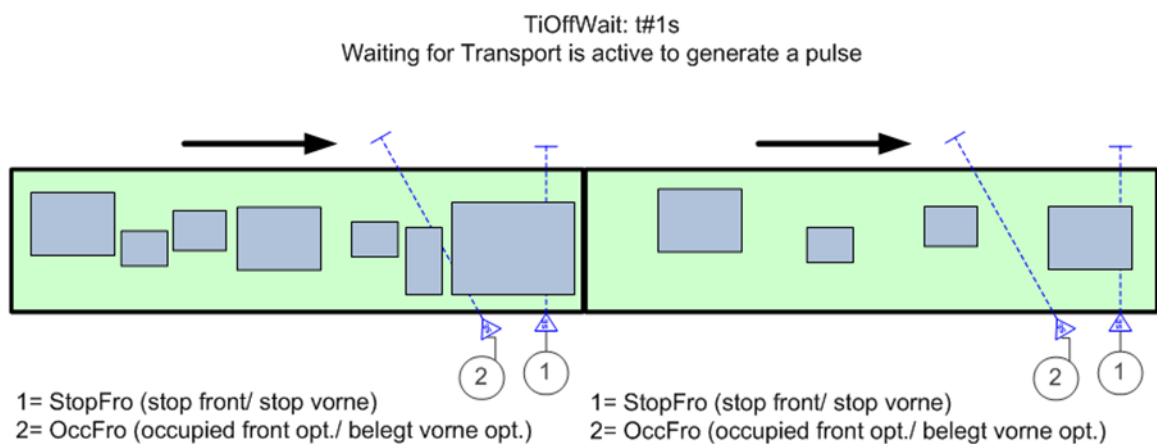 TiOffWait: t#1s
Waiting for Transport is active to generate a pulse
2 1 2 1
1= StopFro (stop front/ stop vorne) 1= StopFro (stop front/ stop vorne)
2= OccFro (occupied front opt./ belegt vorne opt.) 2= OccFro (occupied front opt./ belegt vorne opt.)